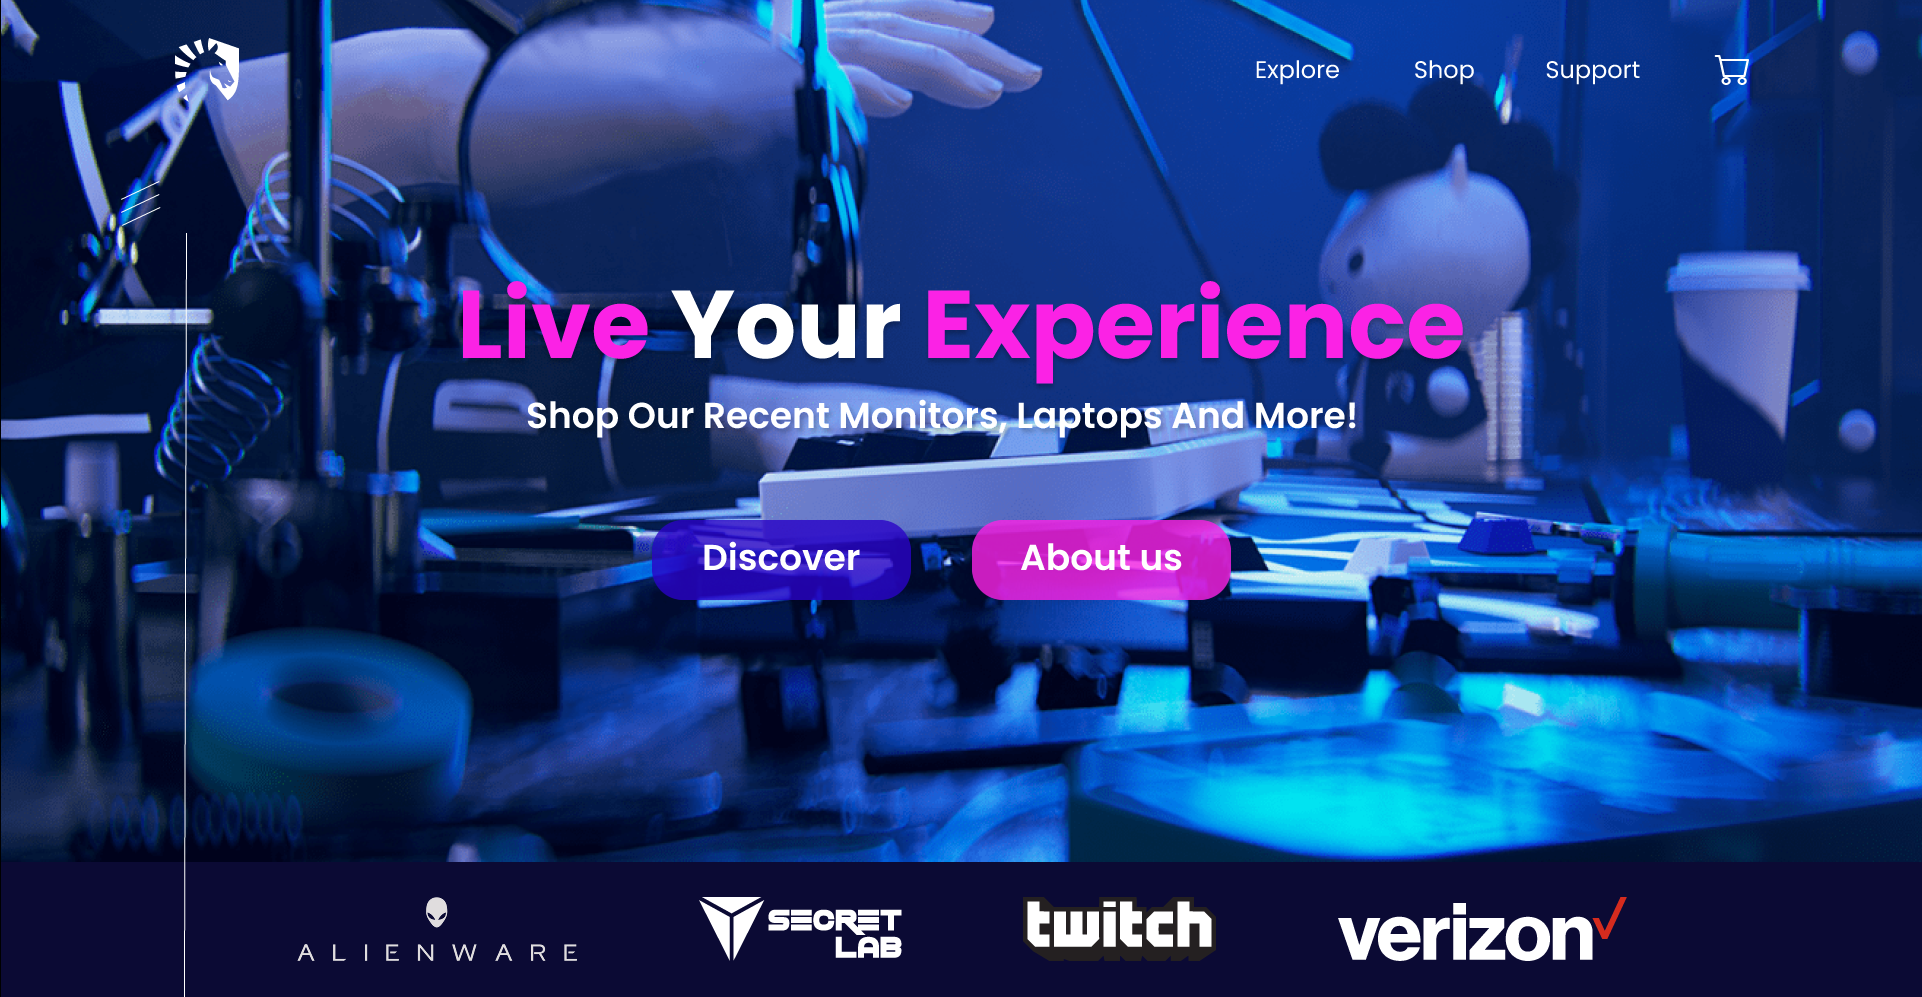 Explore Shop Support
Live Your Experience
Shop Our Recent Monitors, Laptops And More!
Discover About us
ALIENWARE SECRET LAB twitch verizon